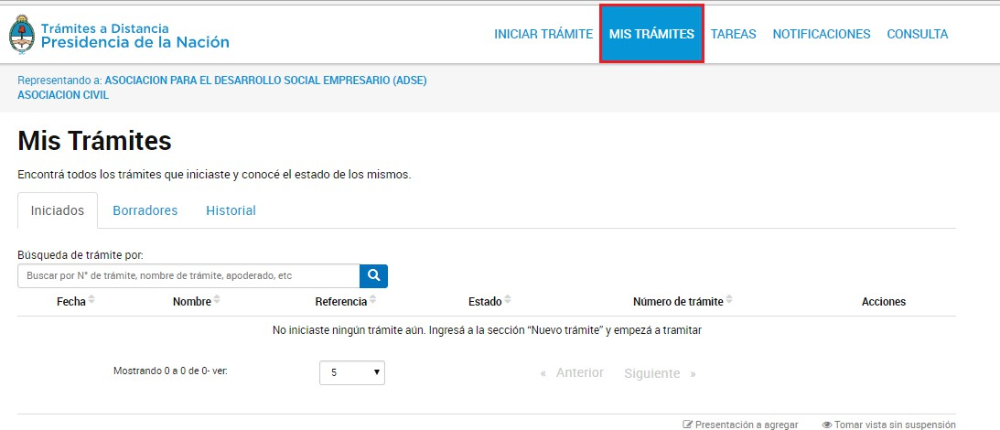 Trámites a Distancia
Presidencia de la Nación
INICIAR TRÁMITE MIS TRÁMITES TAREAS NOTIFICACIONES CONSULTA
Representando a: ASOCIACION PARA EL DESARROLLO SOCIAL EMPRESARIO (ADSE)
ASOCIACION CIVIL
Mis Trámites
Encontrá todos los trámites que iniciaste y conocé el estado de los mismos.
Iniciados Borradores Historial
Búsqueda de trámite por:
Buscar por N° de trámite, nombre de trámite, apoderado, etc
Fecha Nombre Referencia Estado Número de trámite Acciones
No iniciaste ningún trámite aún. Ingresá a la sección “Nuevo trámite” y empezá a tramitar
Mostrando 0 a 0 de 0- ver: 5 « Anterior Siguiente »
Presentación a agregar Tomar vista sin suspensión